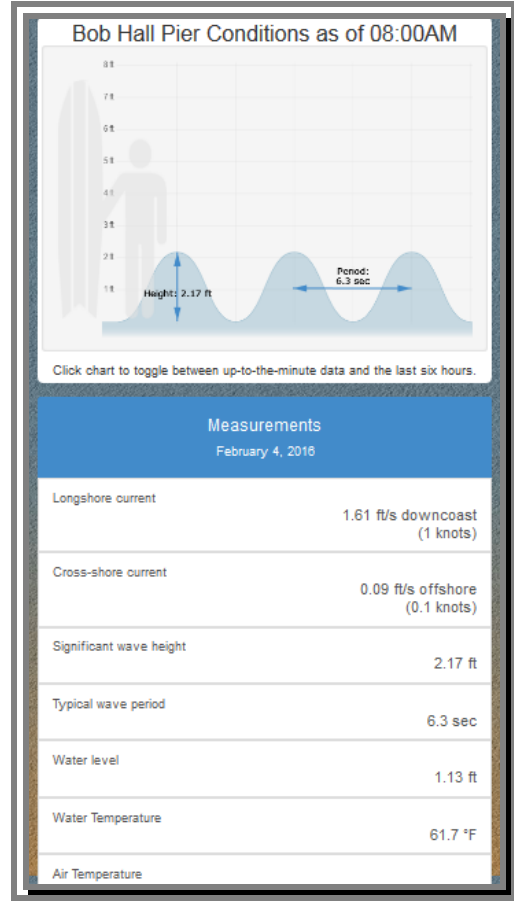 Bob Hall Pier Conditions as of 08:00AM
8 ft
7 ft
6 ft
5 ft
4 ft
3 ft
2 ft
1 ft
Height: 2.17 ft
Period:
6.3 sec
Click chart to toggle between up-to-the-minute data and the last six hours.
Measurements
February 4, 2016
Longshore current
1.61 ft/s downcoast
(1 knots)
Cross-shore current
0.09 ft/s offshore
(0.1 knots)
Significant wave height
2.17 ft
Typical wave period
6.3 sec
Water level
1.13 ft
Water Temperature
61.7 °F
Air Temperature